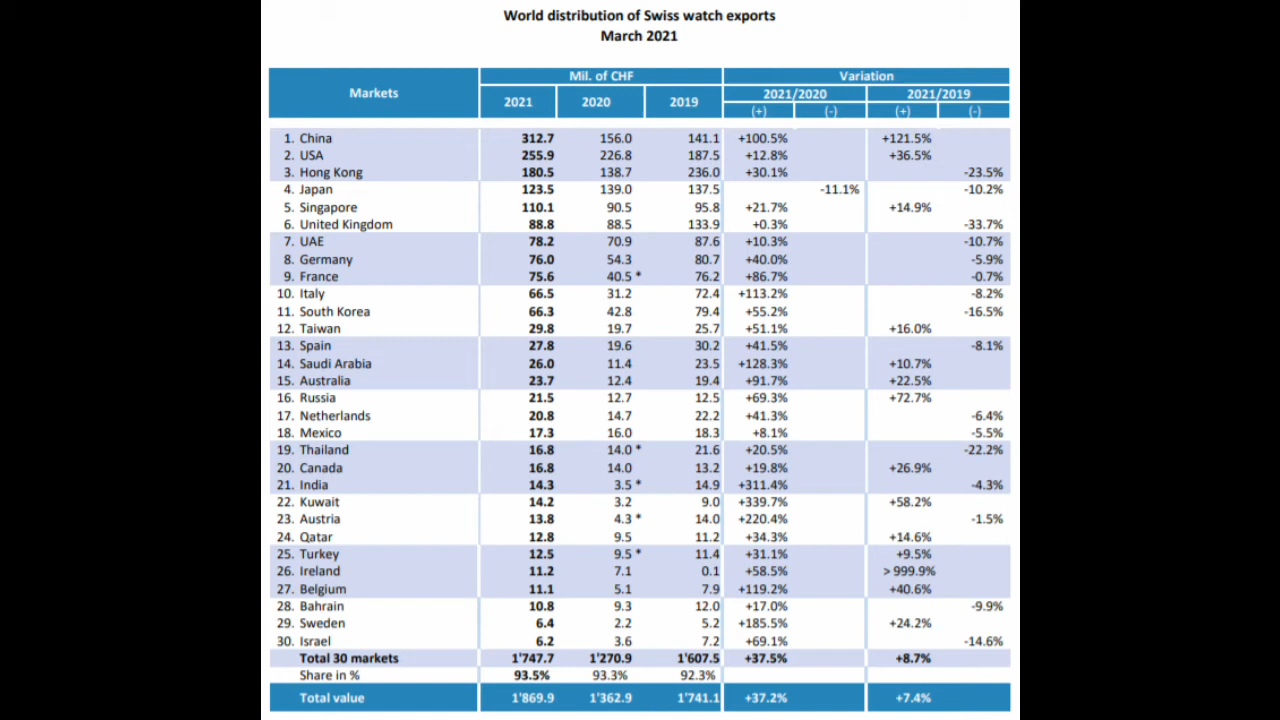 World distribution of Swiss watch exports
March 2021
Markets Mil. of CHF Variation
2021 2020 2019 2021/2020 2021/2019
(+) (-) (+) (-)
1. China 312.7 156.0 141.1 +100.5% +121.5%
2. USA 255.9 226.8 187.5 +12.8% +36.5%
3. Hong Kong 180.5 138.7 236.0 +30.1% -23.5%
4. Japan 123.5 139.0 137.5 -11.1% -10.2%
5. Singapore 110.1 90.5 95.8 +21.7% +14.9%
6. United Kingdom 88.8 88.5 133.9 +0.3% -33.7%
7. UAE 78.2 70.9 87.6 +10.3% -10.7%
8. Germany 76.0 54.3 80.7 +40.0% -5.9%
9. France 75.6 40.5 * 76.2 +86.7% -0.7%
10. Italy 66.5 31.2 72.4 +113.2% -8.2%
11. South Korea 66.3 42.8 79.4 +55.2% -16.5%
12. Taiwan 29.8 19.7 25.7 +51.1% +16.0%
13. Spain 27.8 19.6 30.2 +41.5% -8.1%
14. Saudi Arabia 26.0 11.4 23.5 +128.3% +10.7%
15. Australia 23.7 12.4 19.4 +91.7% +22.5%
16. Russia 21.5 12.7 12.5 +69.3% +72.7%
17. Netherlands 20.8 14.7 22.2 +41.3% -6.4%
18. Mexico 17.3 16.0 18.3 +8.1% -5.5%
19. Thailand 16.8 14.0 * 21.6 +20.5% -22.2%
20. Canada 16.8 14.0 13.2 +19.8% +26.9%
21. India 14.3 3.5 * 14.9 +311.4% -4.3%
22. Kuwait 14.2 3.2 9.0 +339.7% +58.2%
23. Austria 13.8 4.3 * 14.0 +220.4% -1.5%
24. Qatar 12.8 9.5 11.2 +34.3% +14.6%
25. Turkey 12.5 9.5 * 11.4 +31.1% +9.5%
26. Ireland 11.2 7.1 0.1 +58.5% > 999.9%
27. Belgium 11.1 5.1 7.9 +119.2% +40.6%
28. Bahrain 10.8 9.3 12.0 +17.0% -9.9%
29. Sweden 6.4 2.2 5.2 +185.5% +24.2%
30. Israel 6.2 3.6 7.2 +69.1% -14.6%
Total 30 markets 1'747.7 1'270.9 1'607.5 +37.5% +8.7%
Share in % 93.5% 93.3% 92.3%
Total value 1'869.9 1'362.9 1'741.1 +37.2% +7.4%